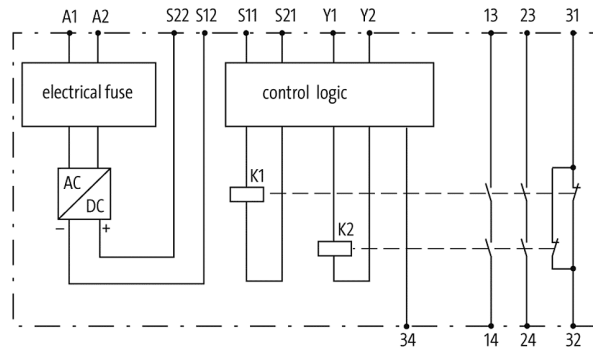 A1 A2 S22 S12 S11 S21 Y1 Y2 13 23 31
electrical fuse control logic
AC
DC
− +
K1
K2
34 14 24 32